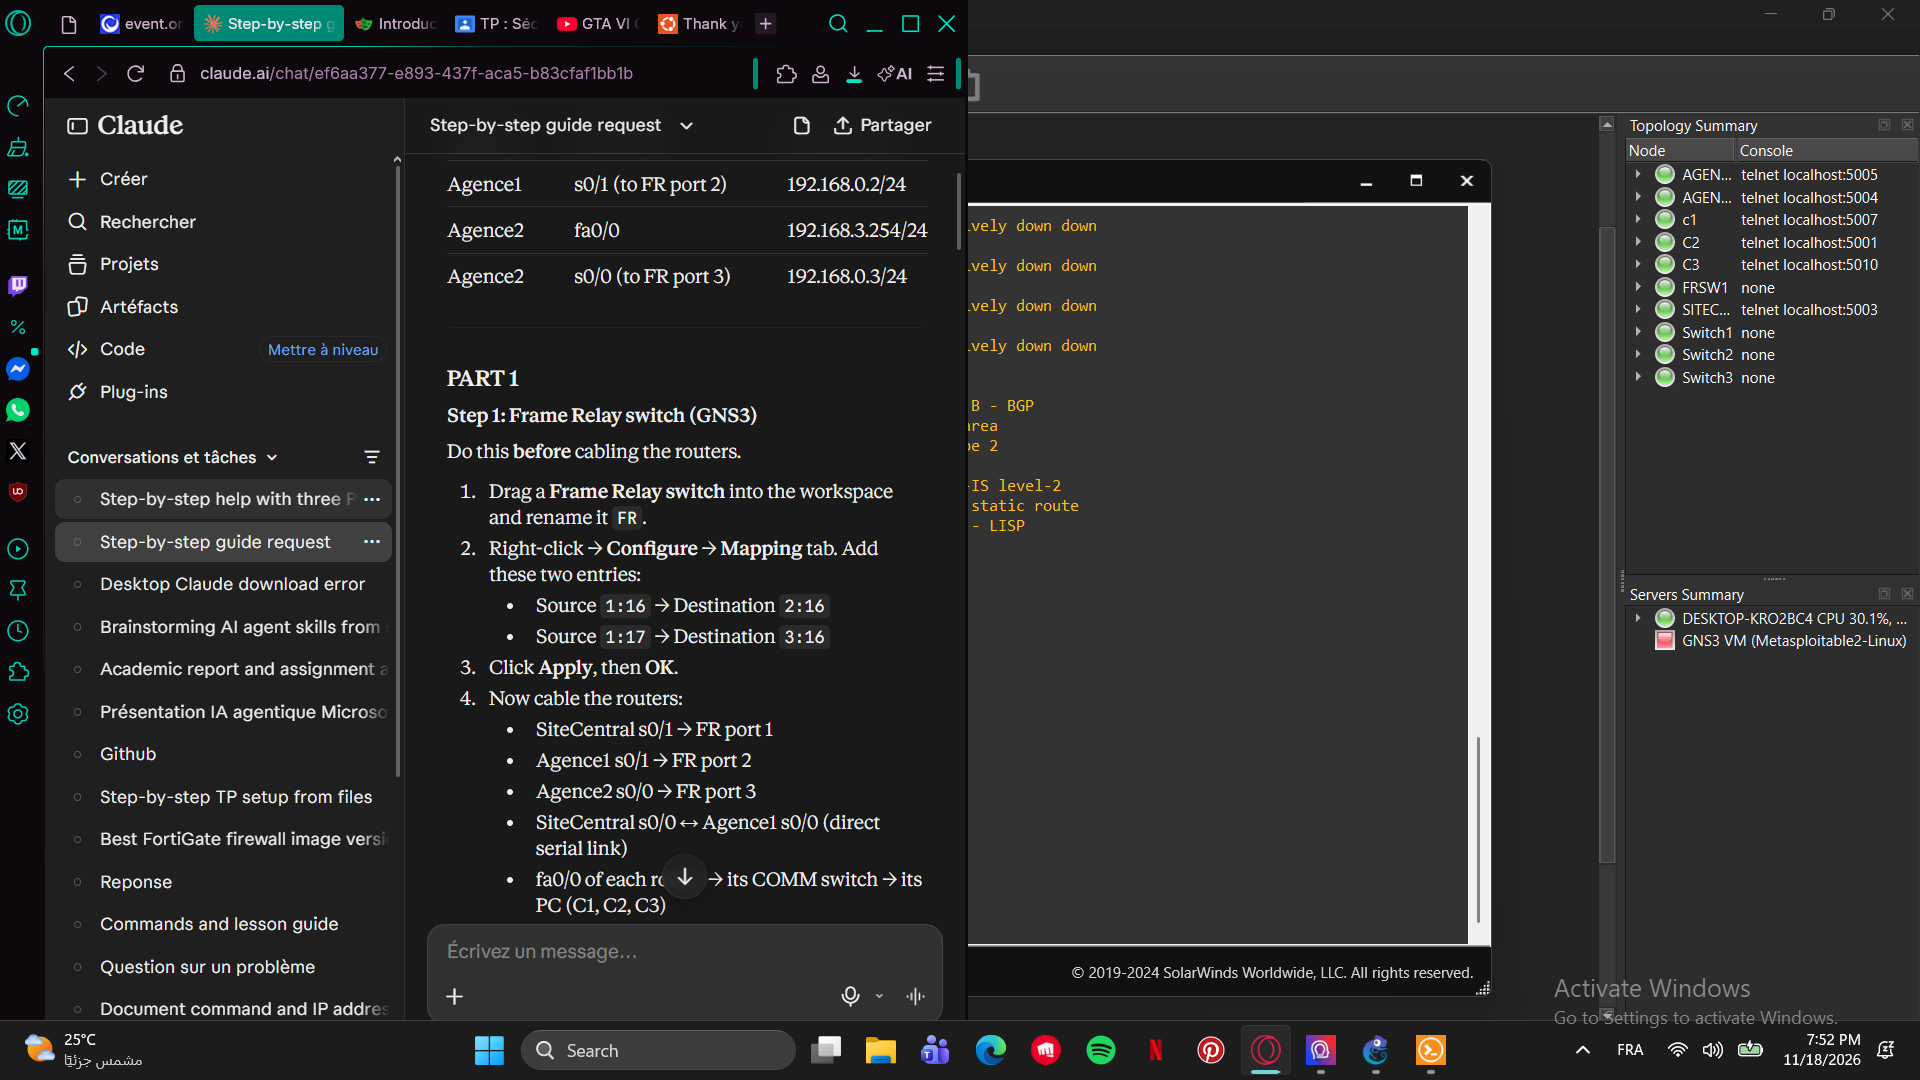 event.or
Step-by-step g
Introduc
TP : Séc
GTA VI
Thank y
claude.ai/chat/ef6aa377-e893-437f-aca5-b83cfaf1bb1b
AI
Claude
Créer
Rechercher
Projets
Artéfacts
Code
Mettre à niveau
Plug-ins
Conversations et tâches
Step-by-step help with three P
Step-by-step guide request
Desktop Claude download error
Brainstorming AI agent skills from
Academic report and assignment a
Présentation IA agentique Microso
Github
Step-by-step TP setup from files
Best FortiGate firewall image versi
Reponse
Commands and lesson guide
Question sur un problème
Document command and IP addres
Step-by-step guide request
Partager
Agence1 s0/1 (to FR port 2) 192.168.0.2/24
Agence2 fa0/0 192.168.3.254/24
Agence2 s0/0 (to FR port 3) 192.168.0.3/24
PART 1
Step 1: Frame Relay switch (GNS3)
Do this before cabling the routers.
1. Drag a Frame Relay switch into the workspace
and rename it FR .
2. Right-click → Configure → Mapping tab. Add
these two entries:
• Source 1:16 → Destination 2:16
• Source 1:17 → Destination 3:16
3. Click Apply, then OK.
4. Now cable the routers:
• SiteCentral s0/1 → FR port 1
• Agence1 s0/1 → FR port 2
• Agence2 s0/0 → FR port 3
• SiteCentral s0/0 ↔ Agence1 s0/0 (direct
serial link)
• fa0/0 of each ro → its COMM switch → its
PC (C1, C2, C3)
Écrivez un message...
vely down down
vely down down
vely down down
vely down down
B - BGP
area
e 2
-IS level-2
static route
- LISP
© 2019-2024 SolarWinds Worldwide, LLC. All rights reserved.
Topology Summary
Node Console
AGEN... telnet localhost:5005
AGEN... telnet localhost:5004
c1 telnet localhost:5007
C2 telnet localhost:5001
C3 telnet localhost:5010
FRSW1 none
SITEC... telnet localhost:5003
Switch1 none
Switch2 none
Switch3 none
Servers Summary
DESKTOP-KRO2BC4 CPU 30.1%, ...
GNS3 VM (Metasploitable2-Linux)
Activate Windows
Go to Settings to activate Windows.
25°C
مشمس جزئيًا
Search
FRA
7:52 PM
11/18/2026